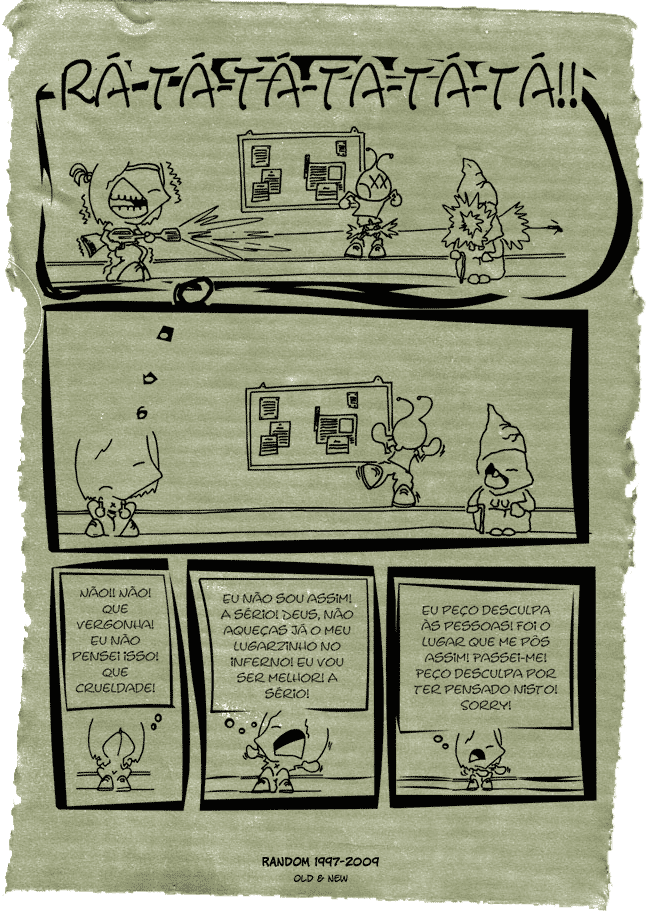 RÁ-TÁ-TÁ-TA-TÁ-TÁ!!
NÃO!! NÃO!
QUE
VERGONHA!
EU NÃO
PENSEI ISSO!
QUE
CRUELDADE!
EU NÃO SOU ASSIM!
A SÉRIO! DEUS, NÃO
AQUEÇAS JÁ O MEU
LUGARZINHO NO
INFERNO! EU VOU
SER MELHOR! A
SÉRIO!
EU PEÇO DESCULPA
ÀS PESSOAS! FOI O
LUGAR QUE ME PÔS
ASSIM! PASSEI-ME!
PEÇO DESCULPA POR
TER PENSADO NISTO!
SORRY!
RANDOM 1997-2009
OLD & NEW